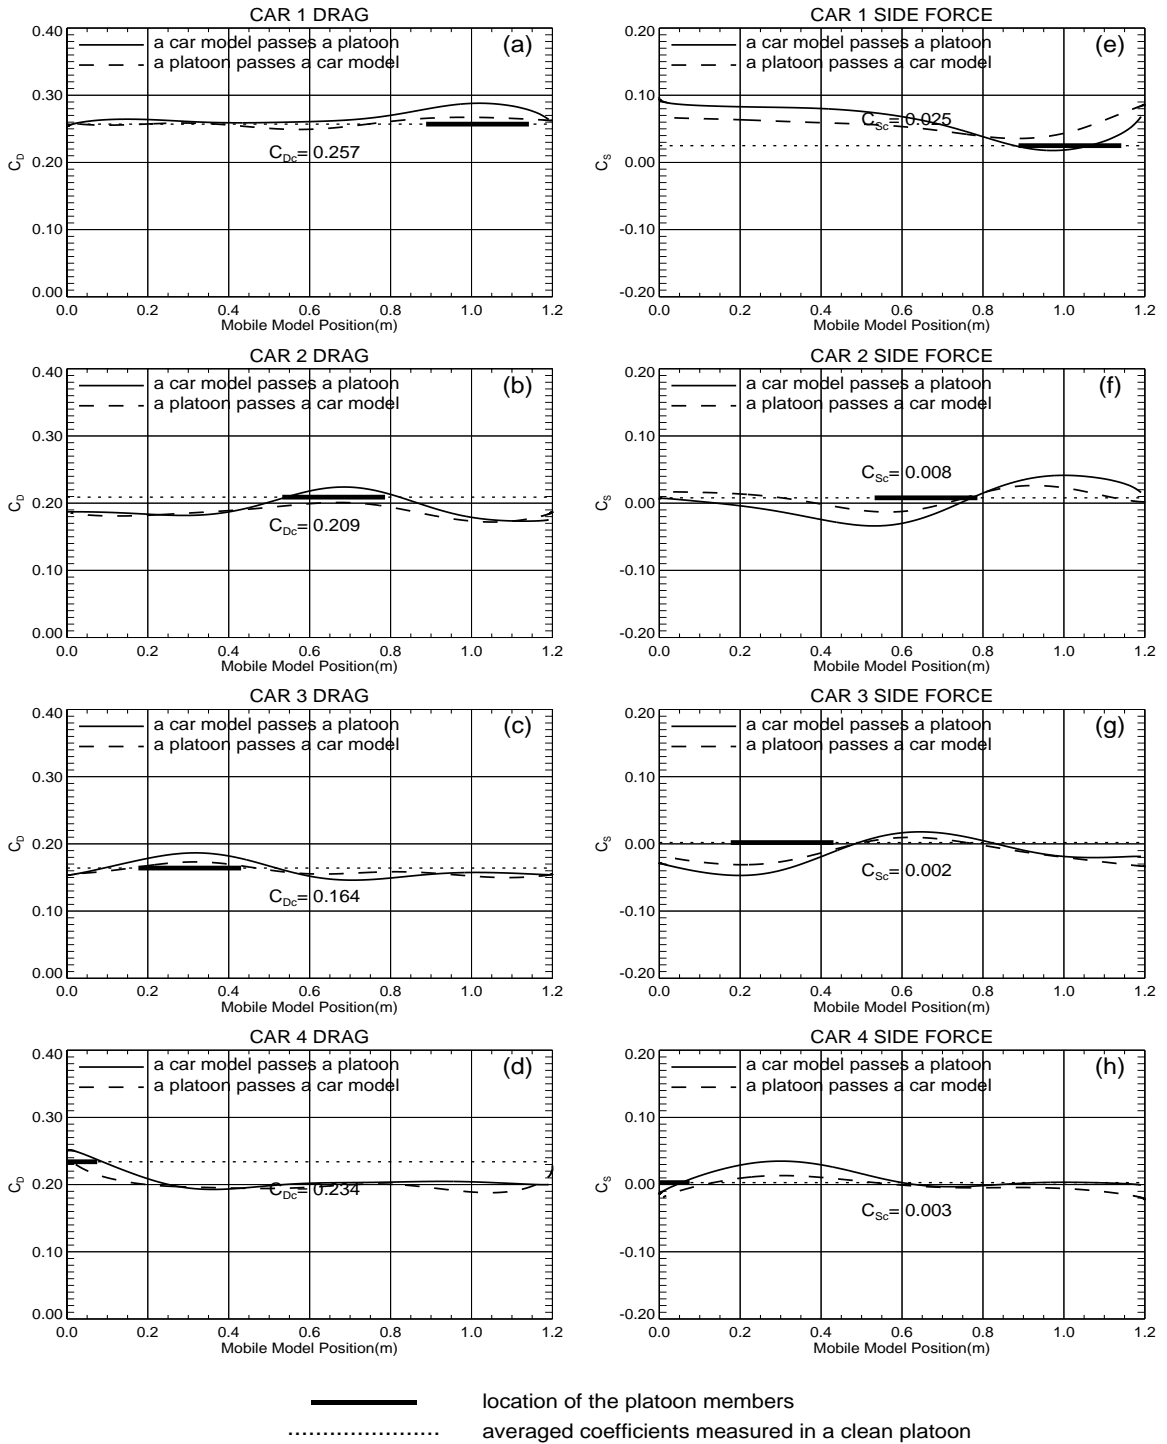 CAR 1 DRAG
0.40
a car model passes a platoon
(a)
a platoon passes a car model
0.30
C_D
0.20
C_Dc= 0.257
0.10
0.00
0.0 0.2 0.4 0.6 0.8 1.0 1.2
Mobile Model Position(m)
CAR 1 SIDE FORCE
0.20
a car model passes a platoon
(e)
a platoon passes a car model
0.10
C_Sc= 0.025
C_S
0.00
-0.10
-0.20
0.0 0.2 0.4 0.6 0.8 1.0 1.2
Mobile Model Position(m)
CAR 2 DRAG
0.40
a car model passes a platoon
(b)
a platoon passes a car model
0.30
C_D
0.20
C_Dc= 0.209
0.10
0.00
0.0 0.2 0.4 0.6 0.8 1.0 1.2
Mobile Model Position(m)
CAR 2 SIDE FORCE
0.20
a car model passes a platoon
(f)
a platoon passes a car model
0.10
C_Sc= 0.008
C_S
0.00
-0.10
-0.20
0.0 0.2 0.4 0.6 0.8 1.0 1.2
Mobile Model Position(m)
CAR 3 DRAG
0.40
a car model passes a platoon
(c)
a platoon passes a car model
0.30
C_D
0.20
C_Dc= 0.164
0.10
0.00
0.0 0.2 0.4 0.6 0.8 1.0 1.2
Mobile Model Position(m)
CAR 3 SIDE FORCE
0.20
a car model passes a platoon
(g)
a platoon passes a car model
0.10
C_S
0.00
C_Sc= 0.002
-0.10
-0.20
0.0 0.2 0.4 0.6 0.8 1.0 1.2
Mobile Model Position(m)
CAR 4 DRAG
0.40
a car model passes a platoon
(d)
a platoon passes a car model
0.30
C_D
0.20
C_Dc= 0.234
0.10
0.00
0.0 0.2 0.4 0.6 0.8 1.0 1.2
Mobile Model Position(m)
CAR 4 SIDE FORCE
0.20
a car model passes a platoon
(h)
a platoon passes a car model
0.10
C_S
0.00
C_Sc= 0.003
-0.10
-0.20
0.0 0.2 0.4 0.6 0.8 1.0 1.2
Mobile Model Position(m)
location of the platoon members
averaged coefficients measured in a clean platoon